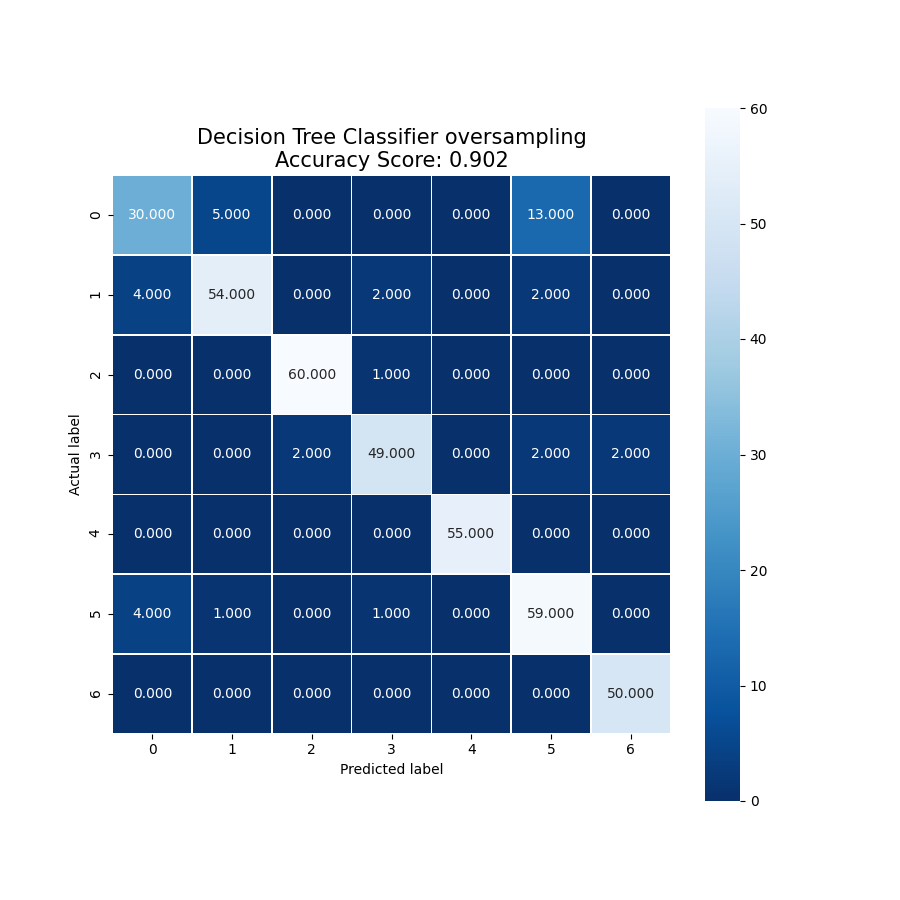 Decision Tree Classifier oversampling
Accuracy Score: 0.902
60
50
40
30
20
10
0
Actual label
0 30.000 5.000 0.000 0.000 0.000 13.000 0.000
1 4.000 54.000 0.000 2.000 0.000 2.000 0.000
2 0.000 0.000 60.000 1.000 0.000 0.000 0.000
3 0.000 0.000 2.000 49.000 0.000 2.000 2.000
4 0.000 0.000 0.000 0.000 55.000 0.000 0.000
5 4.000 1.000 0.000 1.000 0.000 59.000 0.000
6 0.000 0.000 0.000 0.000 0.000 0.000 50.000
0 1 2 3 4 5 6
Predicted label